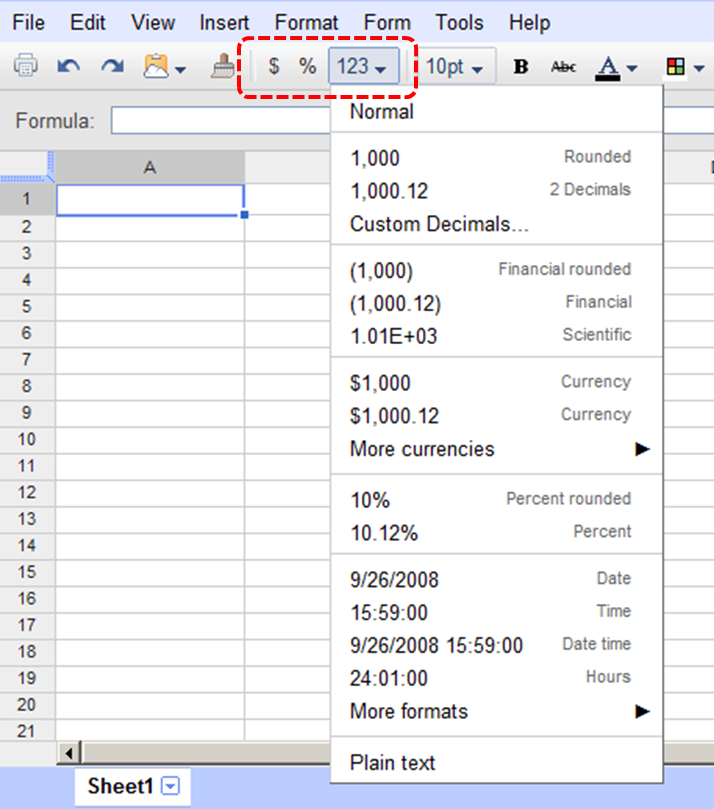 File Edit View Insert Format Form Tools Help
$ % 123 10pt B Abc A
Formula:
Normal
A
1,000 Rounded
1,000.12 2 Decimals
Custom Decimals...
(1,000) Financial rounded
(1,000.12) Financial
1.01E+03 Scientific
$1,000 Currency
$1,000.12 Currency
More currencies
10% Percent rounded
10.12% Percent
9/26/2008 Date
15:59:00 Time
9/26/2008 15:59:00 Date time
24:01:00 Hours
More formats
Plain text
1
2
3
4
5
6
7
8
9
10
11
12
13
14
15
16
17
18
19
20
21
Sheet1